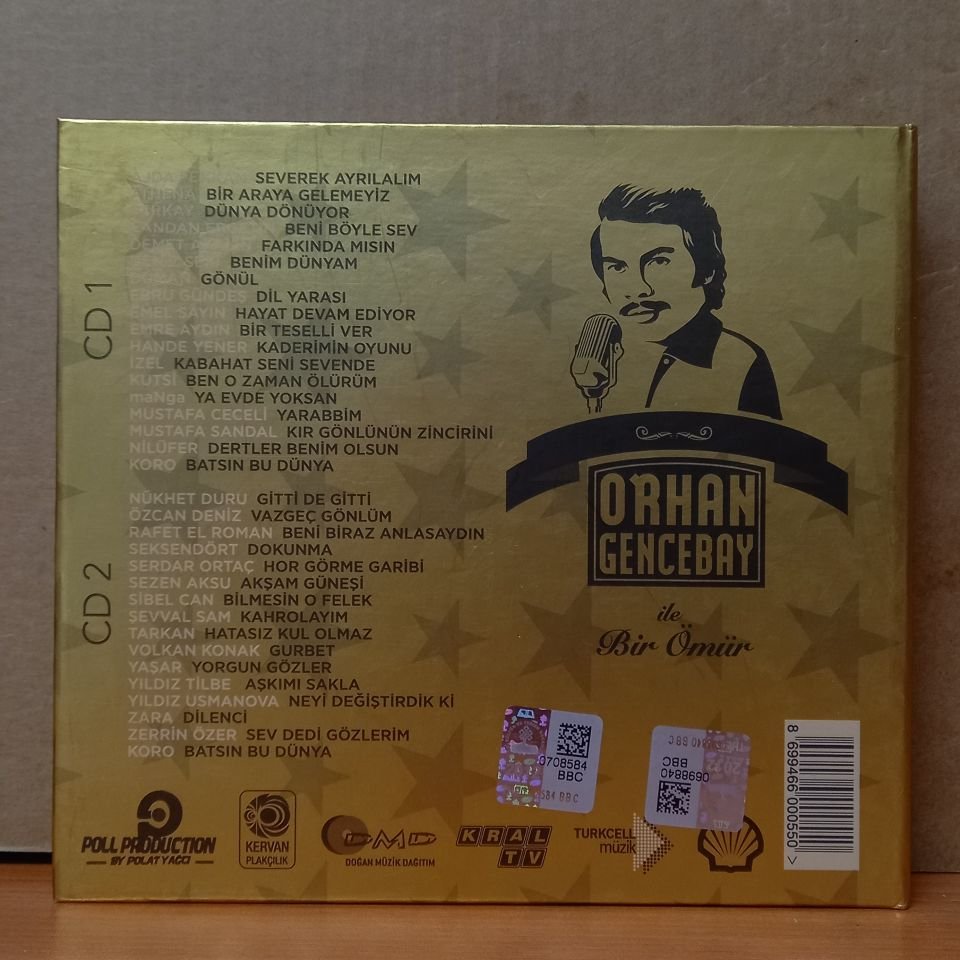 CD 1
SEVEREK AYRILALIM
BİR ARAYA GELEMEYİZ
DÜNYA DÖNÜYOR
BENİ BÖYLE SEV
DEMET FARKINDA MISIN
BENİM DÜNYAM
GÖNÜL
EBRU GÜNDEŞ DİL YARASI
EMEL SAYIN HAYAT DEVAM EDİYOR
EMRE AYDIN BİR TESELLİ VER
HANDE YENER KADERİMİN OYUNU
İZEL KABAHAT SENİ SEVENDE
KUTSİ BEN O ZAMAN ÖLÜRÜM
maNga YA EVDE YOKSAN
MUSTAFA CECELİ YARABBİM
MUSTAFA SANDAL KIR GÖNLÜNÜN ZİNCİRİNİ
NİLÜFER DERTLER BENİM OLSUN
KORO BATSIN BU DÜNYA
CD 2
NÜKHET DURU GİTTİ DE GİTTİ
ÖZCAN DENİZ VAZGEÇ GÖNLÜM
RAFET EL ROMAN BENİ BİRAZ ANLASAYDIN
SEKSENDÖRT DOKUNMA
SERDAR ORTAÇ HOR GÖRME GARİBİ
SEZEN AKSU AKŞAM GÜNEŞİ
SİBEL CAN BİLMESİN O FELEK
ŞEVVAL SAM KAHROLAYIM
TARKAN HATASIZ KUL OLMAZ
VOLKAN KONAK GURBET
YAŞAR YORGUN GÖZLER
YILDIZ TİLBE AŞKIMI SAKLA
YILDIZ USMANOVA NEYİ DEĞİŞTİRDİK Kİ
ZARA DİLENCİ
ZERRİN ÖZER SEV DEDİ GÖZLERİM
KORO BATSIN BU DÜNYA
ORHAN
GENCEBAY
ile
Bir Ömür
0708584
BBC
584 BBC
0698840
BBC
8 699466 000550 >
POLL PRODUCTION
BY POLAT YAĞCI
KERVAN
PLAKÇILIK
DMD
DOĞAN MÜZİK DAĞITIM
KRAL
TV
TURKCELL
müzik